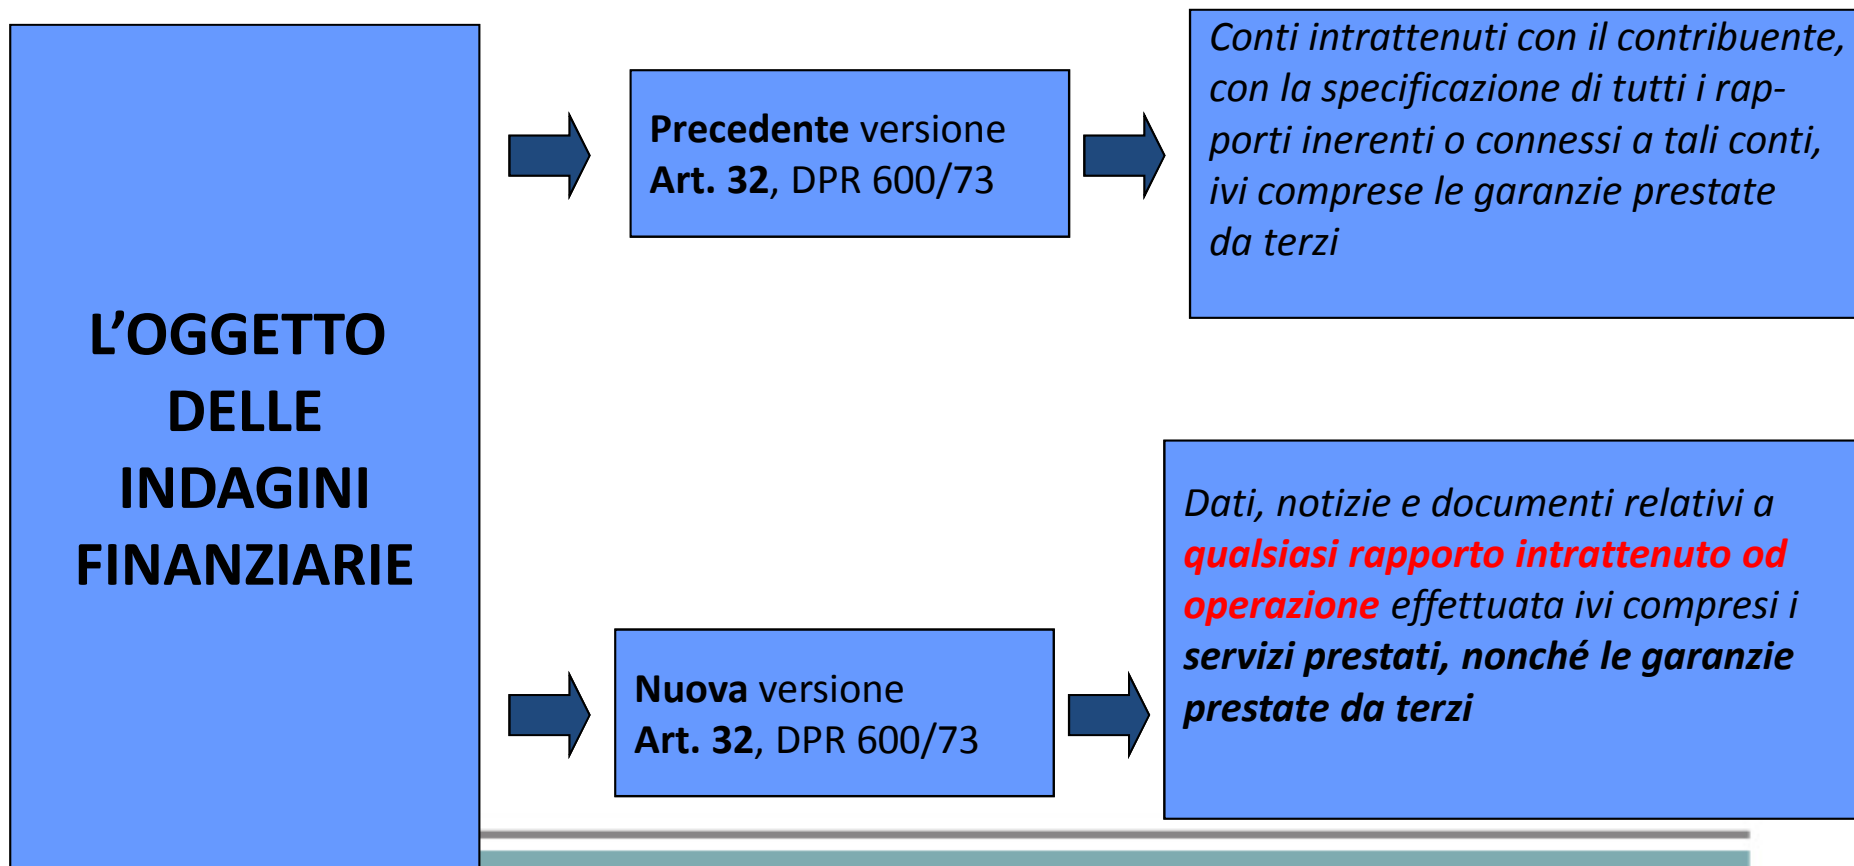 L’OGGETTO
DELLE
INDAGINI
FINANZIARIE
Precedente versione
Art. 32, DPR 600/73
Conti intrattenuti con il contribuente,
con la specificazione di tutti i rap-
porti inerenti o connessi a tali conti,
ivi comprese le garanzie prestate
da terzi
Nuova versione
Art. 32, DPR 600/73
Dati, notizie e documenti relativi a
qualsiasi rapporto intrattenuto od
operazione effettuata ivi compresi i
servizi prestati, nonché le garanzie
prestate da terzi